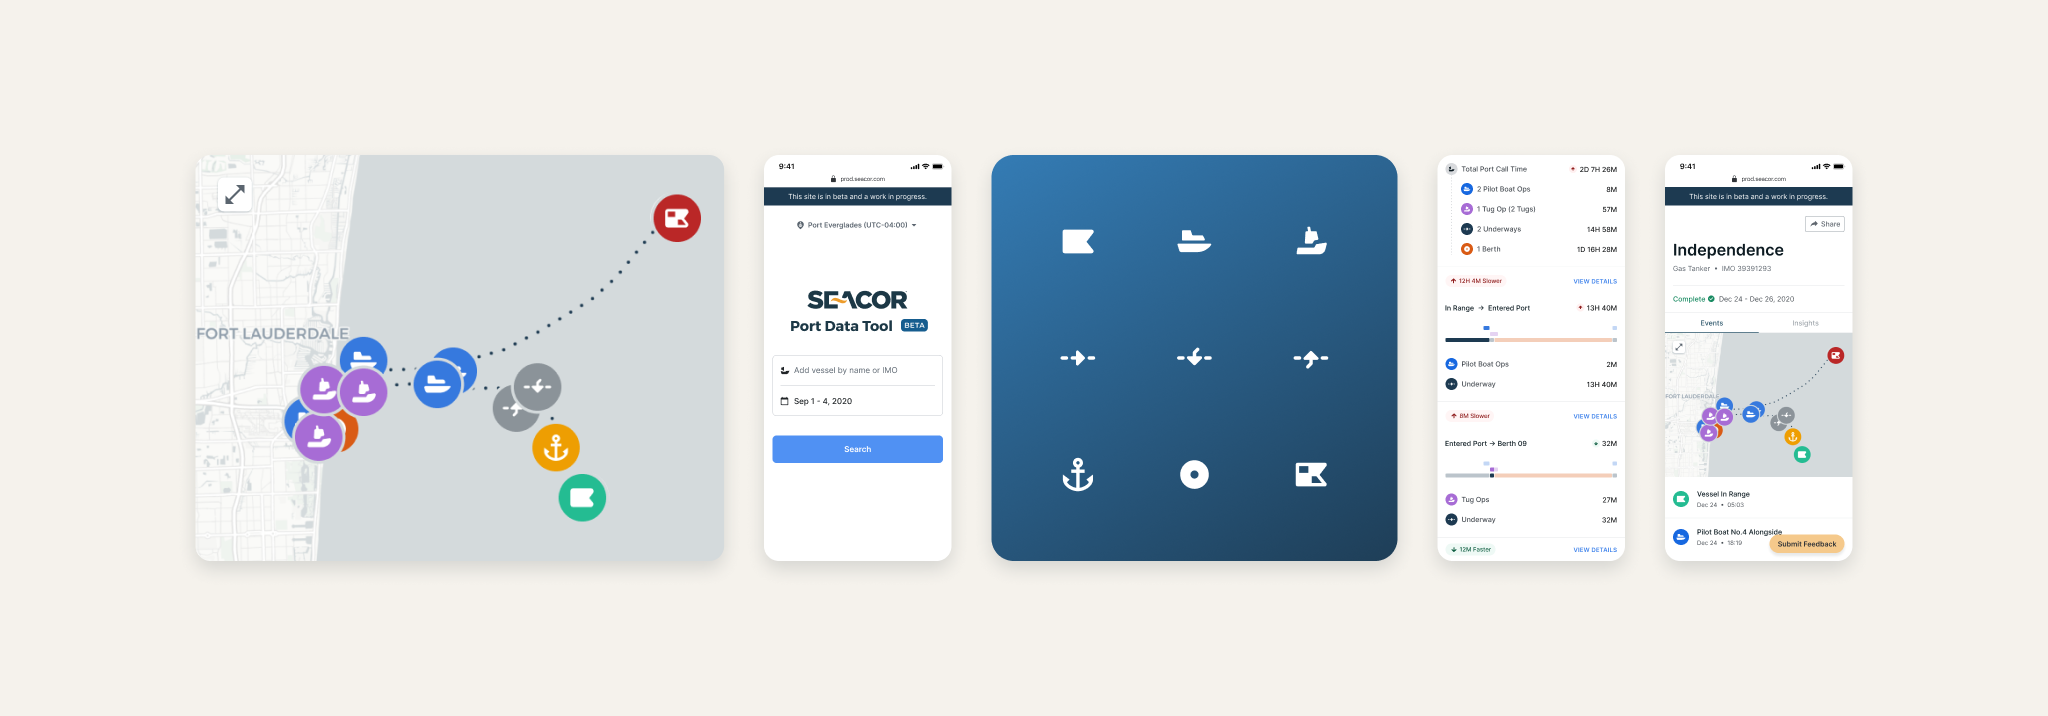 FORT LAUDERDALE
9:41
prod.seacor.com
This site is in beta and a work in progress.
Port Everglades (UTC-04:00)
SEACOR
Port Data Tool BETA
Add vessel by name or IMO
Sep 1 - 4, 2020
Search
Total Port Call Time 2D 7H 26M
2 Pilot Boat Ops 8M
1 Tug Op (2 Tugs) 57M
2 Underways 14H 58M
1 Berth 1D 16H 28M
12H 4M Slower VIEW DETAILS
In Range → Entered Port 13H 40M
Pilot Boat Ops 2M
Underway 13H 40M
8M Slower VIEW DETAILS
Entered Port → Berth 09 32M
Tug Ops 27M
Underway 32M
12M Faster VIEW DETAILS
9:41
prod.seacor.com
This site is in beta and a work in progress.
Share
Independence
Gas Tanker • IMO 39391293
Complete Dec 24 - Dec 26, 2020
Events Insights
FORT LAUDERDALE
Vessel In Range
Dec 24 • 05:03
Pilot Boat No.4 Alongside
Dec 24 • 18:19
Submit Feedback